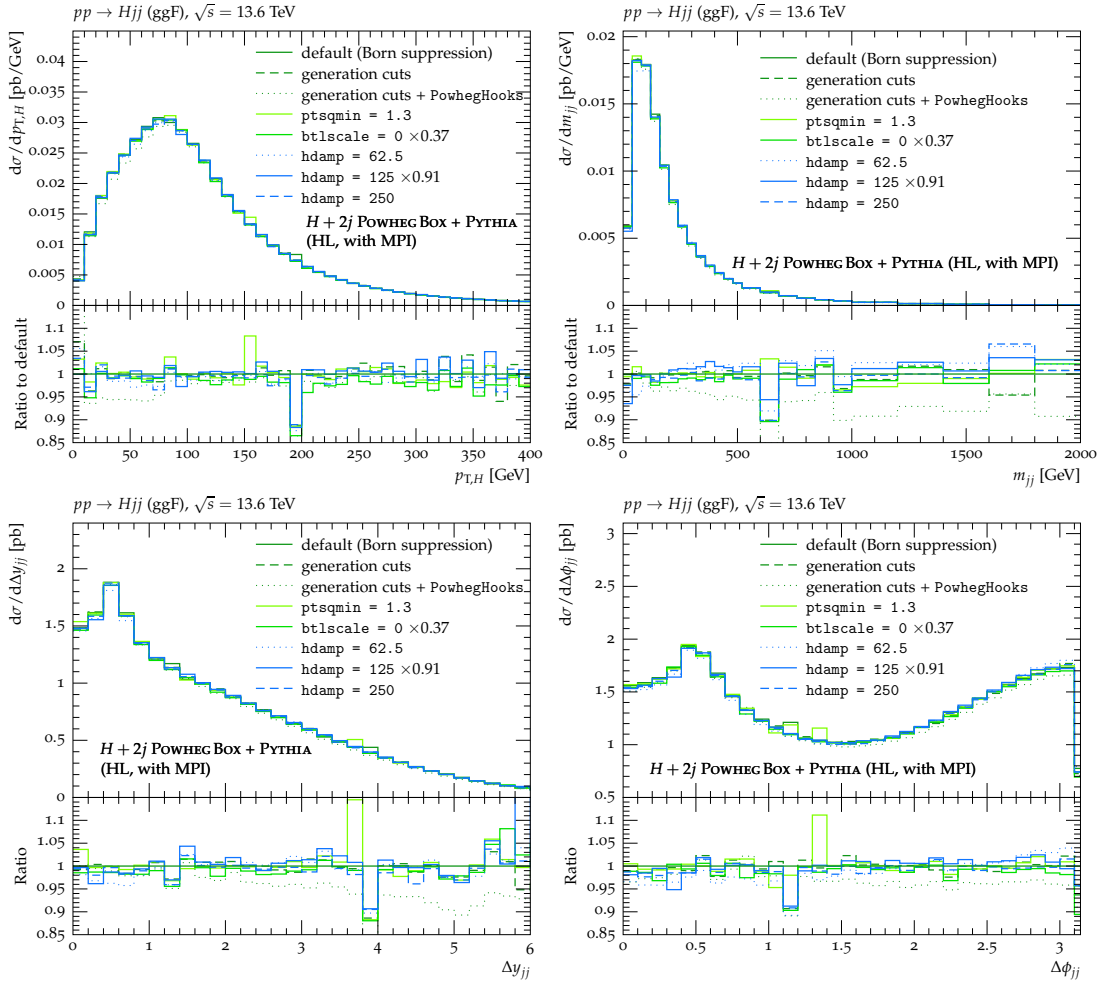 pp → Hjj (ggF), √s = 13.6 TeV
dσ/dp_T,H [pb/GeV]
0.04
0.03
0.02
0.015
0.01
0.005
0
default (Born suppression)
generation cuts
generation cuts + PowhegHooks
ptsqmin = 1.3
btlscale = 0 ×0.37
hdamp = 62.5
hdamp = 125 ×0.91
hdamp = 250
H + 2j POWHEG BOX + PYTHIA
(HL, with MPI)
Ratio to default
1.1
1.05
1
0.95
0.9
0.85
0 50 100 150 200 250 300 350 400
p_T,H [GeV]
pp → Hjj (ggF), √s = 13.6 TeV
dσ/dm_jj [pb/GeV]
0.02
0.015
0.01
0.005
0
default (Born suppression)
generation cuts
generation cuts + PowhegHooks
ptsqmin = 1.3
btlscale = 0 ×0.37
hdamp = 62.5
hdamp = 125 ×0.91
hdamp = 250
H + 2j POWHEG BOX + PYTHIA (HL, with MPI)
Ratio to default
1.1
1.05
1
0.95
0.9
0.85
0 500 1000 1500 2000
m_jj [GeV]
pp → Hjj (ggF), √s = 13.6 TeV
dσ/dΔy_jj [pb]
2
1.5
1
0.5
0
default (Born suppression)
generation cuts
generation cuts + PowhegHooks
ptsqmin = 1.3
btlscale = 0 ×0.37
hdamp = 62.5
hdamp = 125 ×0.91
hdamp = 250
H + 2j POWHEG BOX + PYTHIA
(HL, with MPI)
Ratio
1.1
1.05
1
0.95
0.9
0.85
0 1 2 3 4 5 6
Δy_jj
pp → Hjj (ggF), √s = 13.6 TeV
dσ/dΔϕ_jj [pb]
3
2.5
2
1.5
1
0.5
default (Born suppression)
generation cuts
generation cuts + PowhegHooks
ptsqmin = 1.3
btlscale = 0 ×0.37
hdamp = 62.5
hdamp = 125 ×0.91
hdamp = 250
H + 2j POWHEG BOX + PYTHIA (HL, with MPI)
Ratio
1.1
1.05
1
0.95
0.9
0.85
0 0.5 1 1.5 2 2.5 3
Δϕ_jj